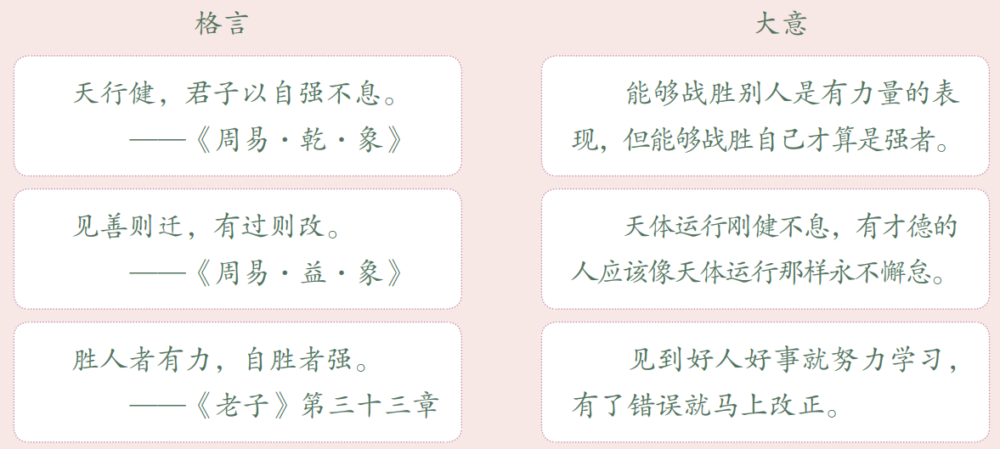 格言
天行健，君子以自强不息。
——《周易·乾·象》
见善则迁，有过则改。
——《周易·益·象》
胜人者有力，自胜者强。
——《老子》第三十三章
大意
能够战胜别人是有力量的表
现，但能够战胜自己才算是强者。
天体运行刚健不息，有才德的
人应该像天体运行那样永不懈怠。
见到好人好事就努力学习，
有了错误就马上改正。